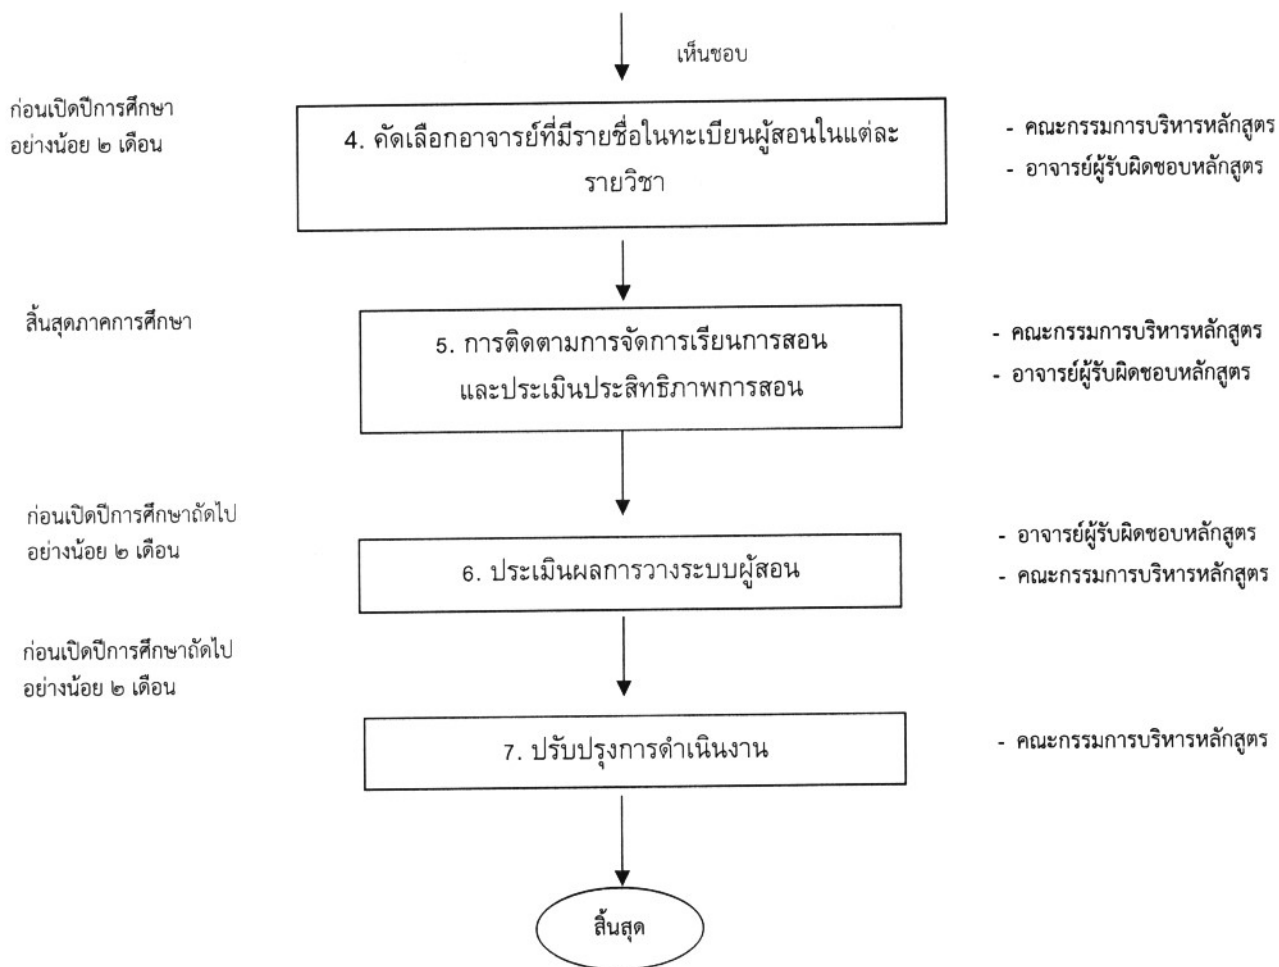 เห็นชอบ
ก่อนเปิดปีการศึกษา
อย่างน้อย ๒ เดือน
4. คัดเลือกอาจารย์ที่มีรายชื่อในทะเบียนผู้สอนในแต่ละ
รายวิชา
- คณะกรรมการบริหารหลักสูตร
- อาจารย์ผู้รับผิดชอบหลักสูตร
สิ้นสุดภาคการศึกษา
5. การติดตามการจัดการเรียนการสอน
และประเมินประสิทธิภาพการสอน
- คณะกรรมการบริหารหลักสูตร
- อาจารย์ผู้รับผิดชอบหลักสูตร
ก่อนเปิดปีการศึกษาถัดไป
อย่างน้อย ๒ เดือน
6. ประเมินผลการวางระบบผู้สอน
- อาจารย์ผู้รับผิดชอบหลักสูตร
- คณะกรรมการบริหารหลักสูตร
ก่อนเปิดปีการศึกษาถัดไป
อย่างน้อย ๒ เดือน
7. ปรับปรุงการดำเนินงาน
- คณะกรรมการบริหารหลักสูตร
สิ้นสุด